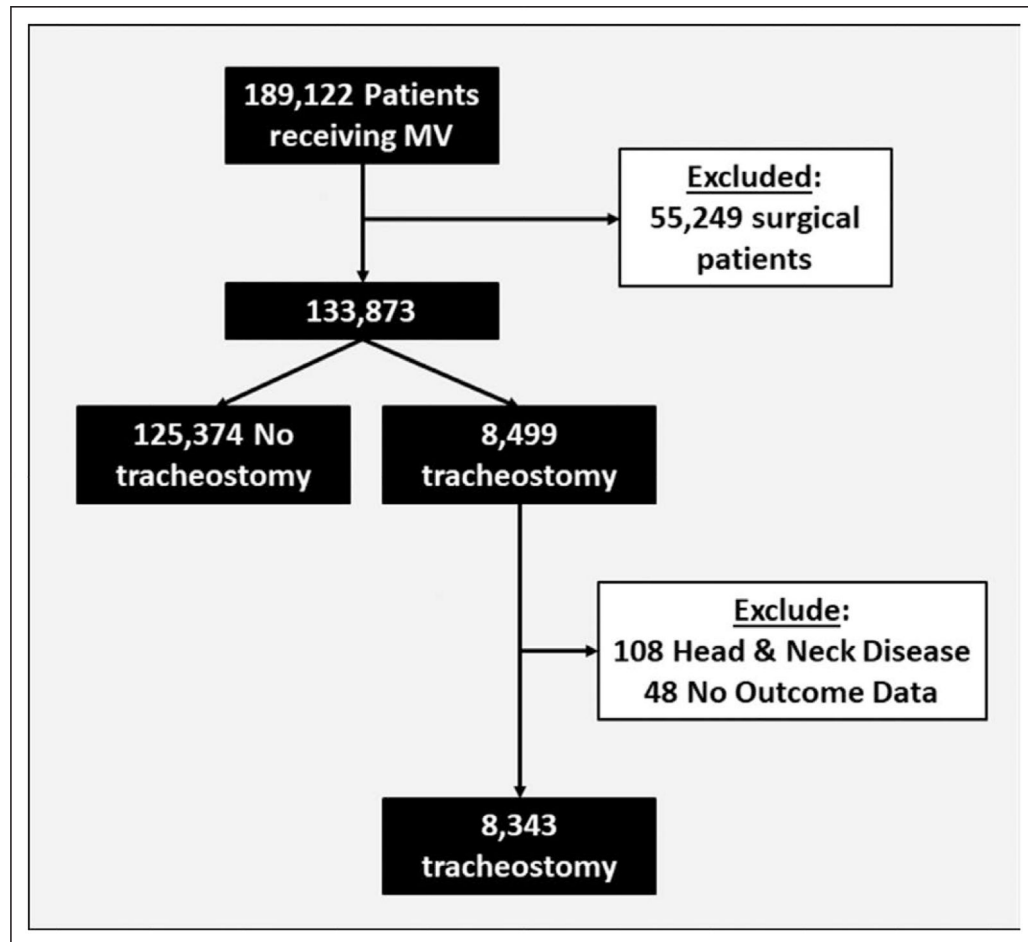 189,122 Patients
receiving MV
Excluded:
55,249 surgical
patients
133,873
125,374 No
tracheostomy
8,499
tracheostomy
Exclude:
108 Head & Neck Disease
48 No Outcome Data
8,343
tracheostomy